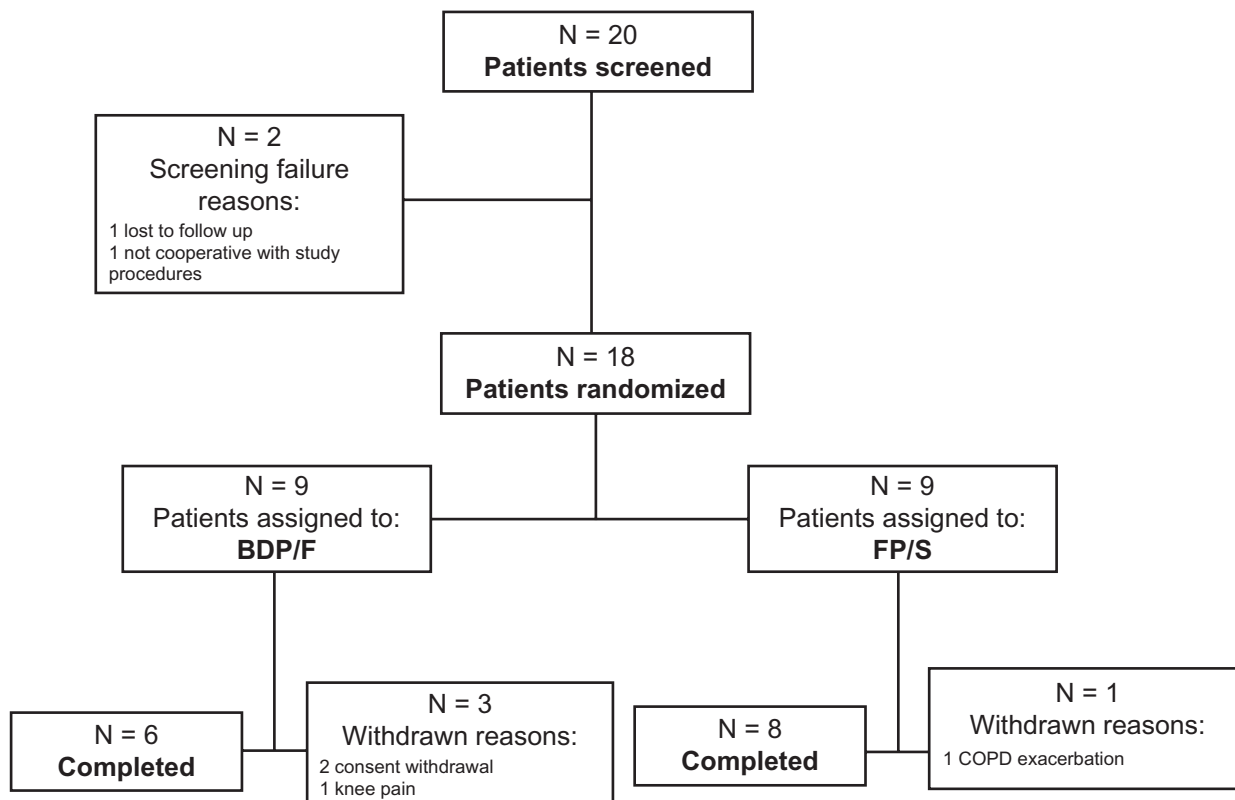 N = 20
Patients screened
N = 2
Screening failure
reasons:
1 lost to follow up
1 not cooperative with study
procedures
N = 18
Patients randomized
N = 9
Patients assigned to:
BDP/F
N = 9
Patients assigned to:
FP/S
N = 6
Completed
N = 3
Withdrawn reasons:
2 consent withdrawal
1 knee pain
N = 8
Completed
N = 1
Withdrawn reasons:
1 COPD exacerbation